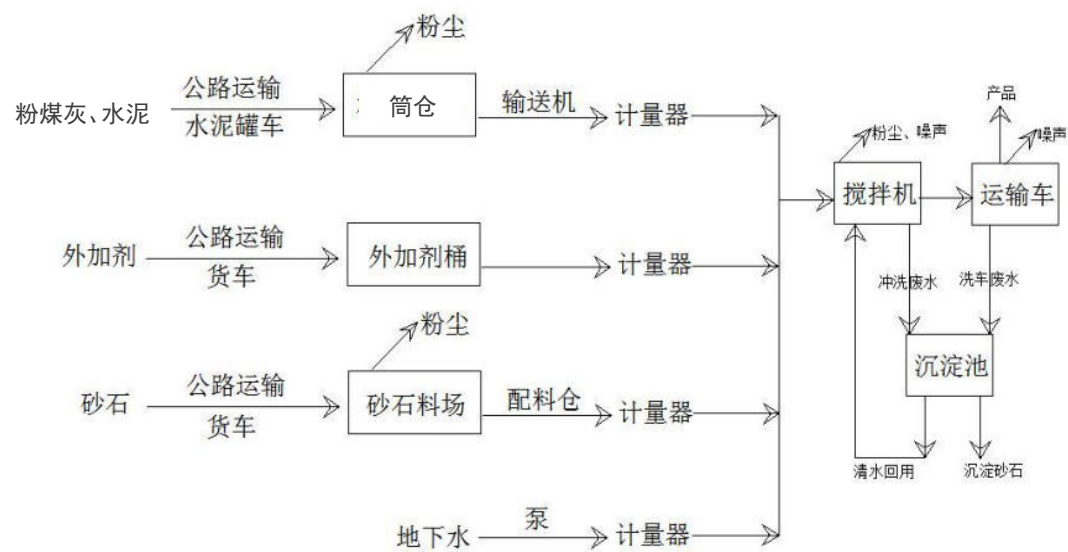 粉尘
粉煤灰、水泥
公路运输
水泥罐车
筒仓
输送机
计量器
外加剂
公路运输
货车
外加剂桶
计量器
粉尘
砂石
公路运输
货车
砂石料场
配料仓
计量器
地下水
泵
计量器
粉尘、噪声
搅拌机
产品
噪声
运输车
冲洗废水
洗车废水
沉淀池
清水回用
沉淀砂石